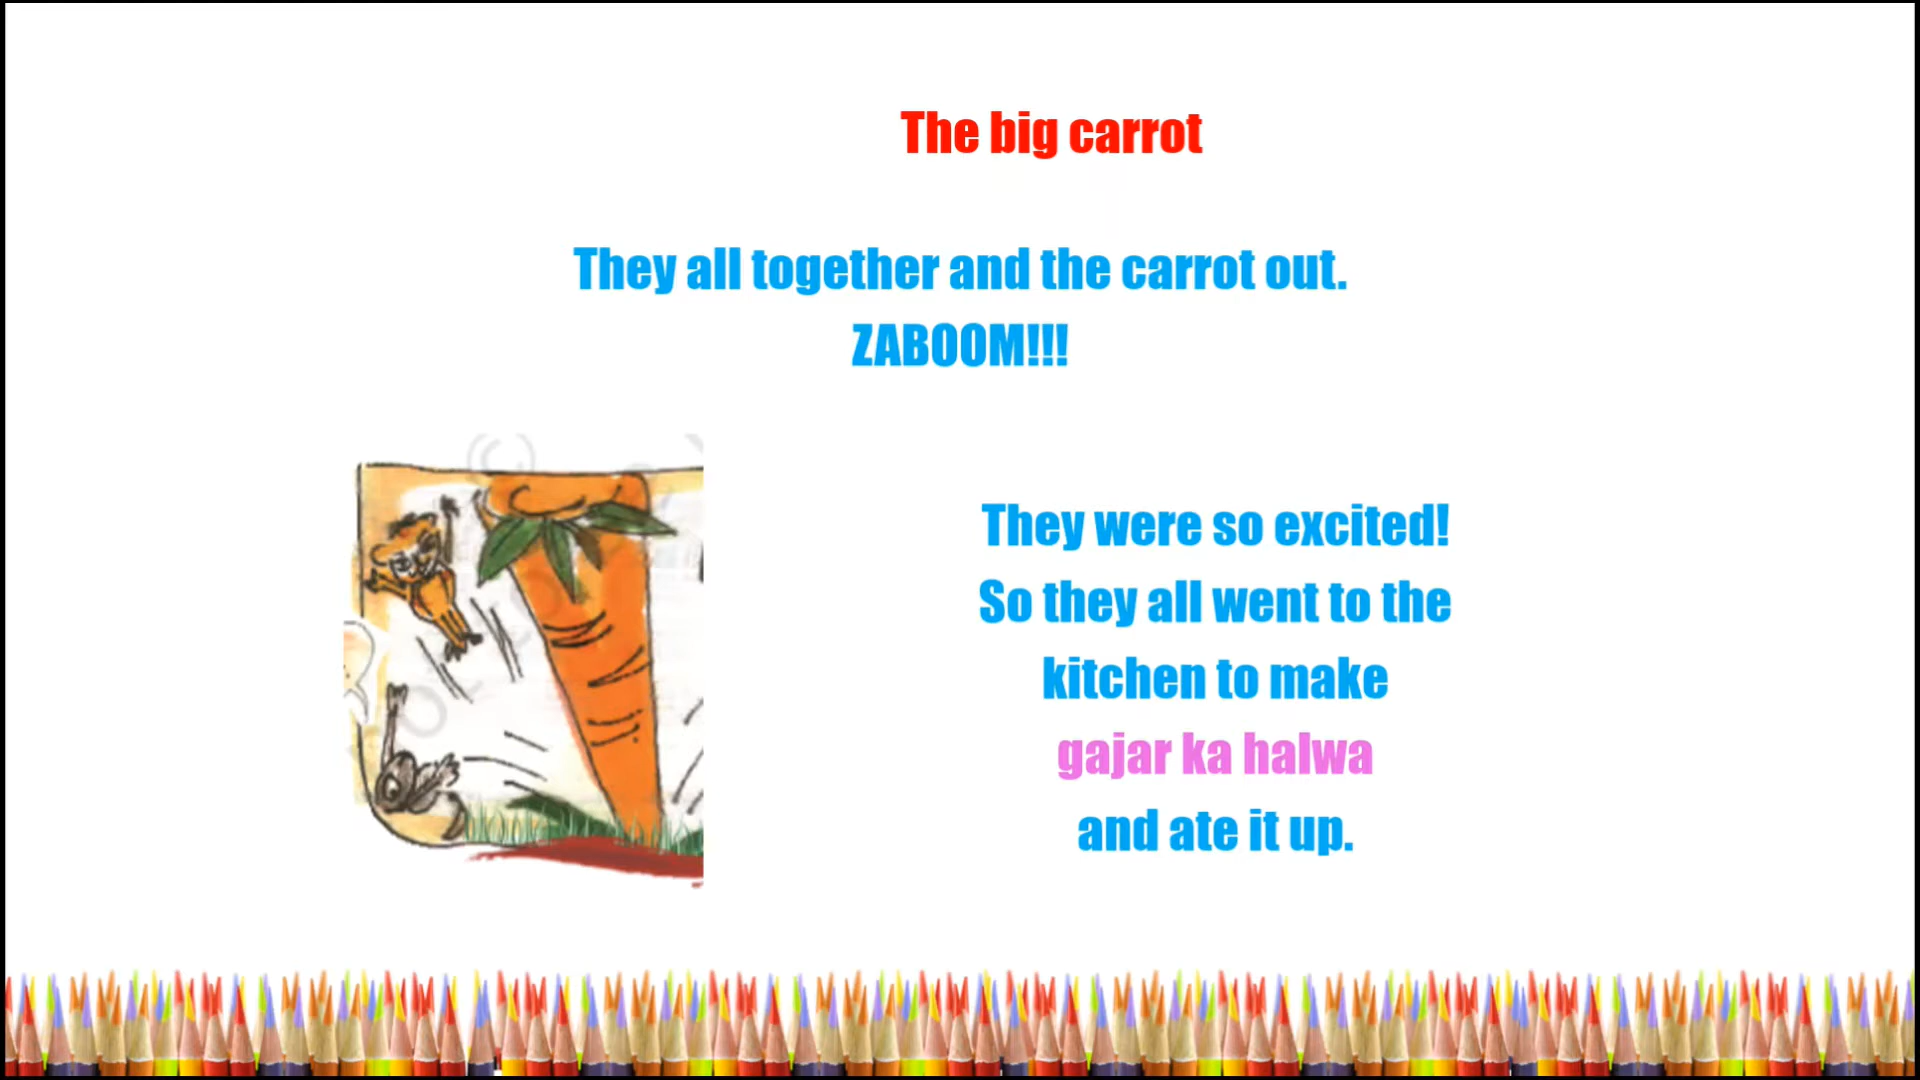 The big carrot
They all together and the carrot out.
ZABOOM!!!
They were so excited!
So they all went to the
kitchen to make
gajar ka halwa
and ate it up.